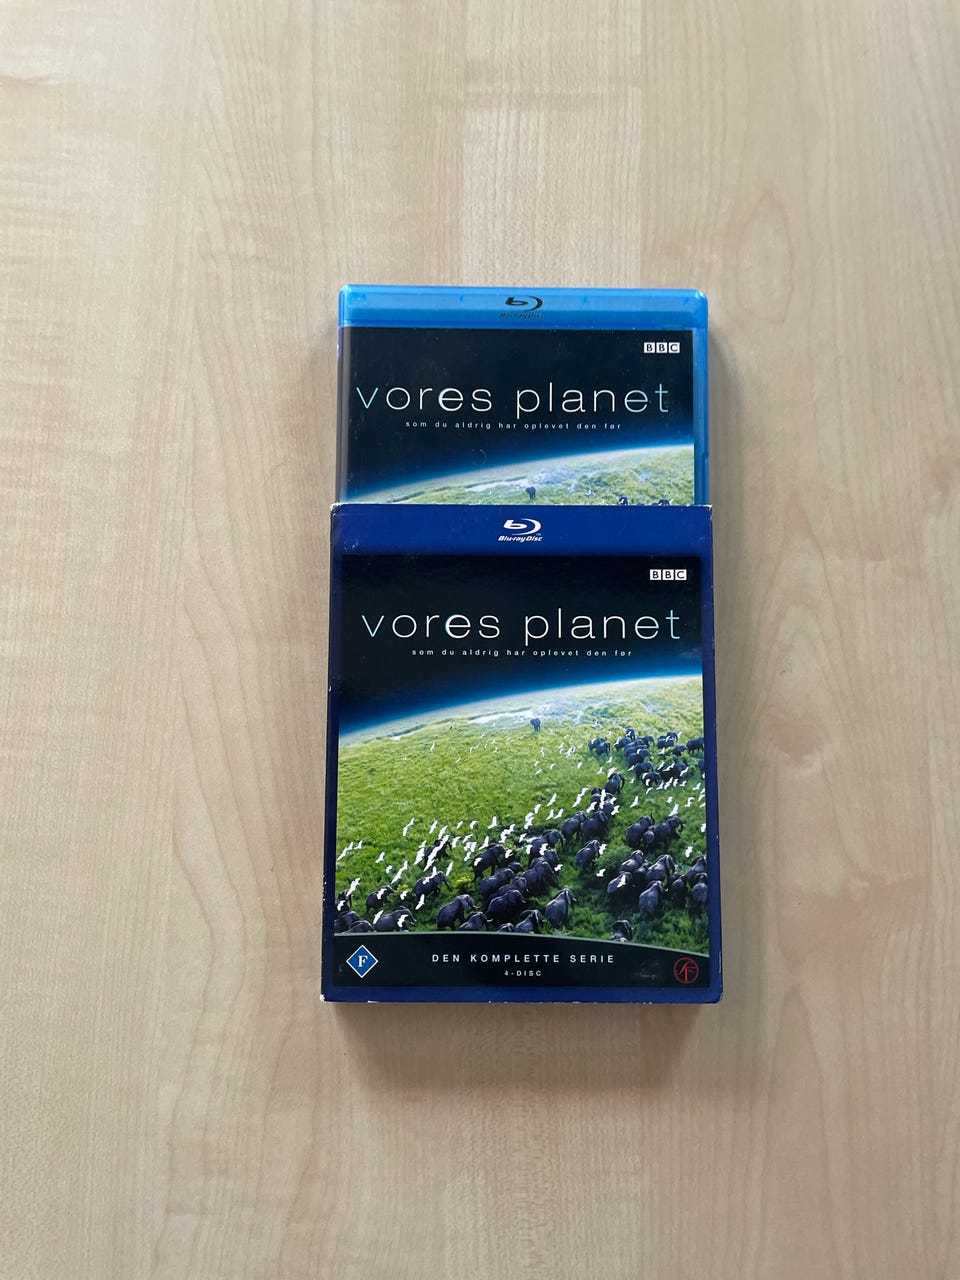 Blu-ray Disc
BBC
vores planet
som du aldrig har oplevet den før
Blu-ray Disc
BBC
vores planet
som du aldrig har oplevet den før
F
DEN KOMPLETTE SERIE
4-DISC
SF